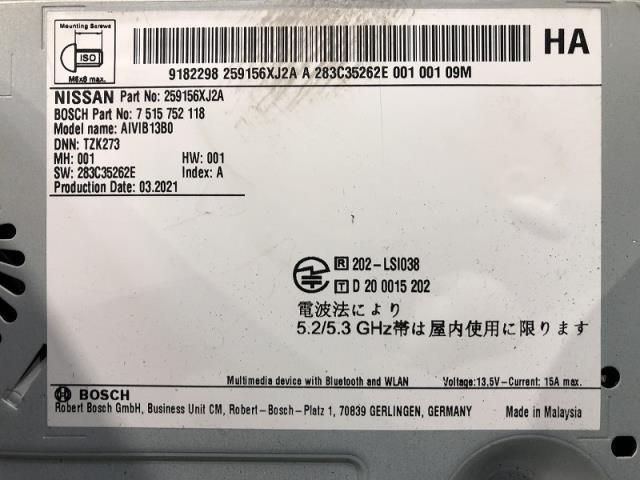 Mounting Screws
ISO
M5x8 max.
HA
9182298 259156XJ2A A 283C35262E 001 001 09M
NISSAN Part No: 259156XJ2A
BOSCH Part No: 7 515 752 118
Model name: AIVIB13B0
DNN: TZK273
MH: 001 HW: 001
SW: 283C35262E Index: A
Production Date: 03.2021
R 202-LSI038
T D 20 0015 202
電波法により
5.2/5.3 GHz帯は屋内使用に限ります
Multimedia device with Bluetooth and WLAN Voltage:13,5V-Current: 15A max.
BOSCH
Robert Bosch GmbH, Business Unit CM, Robert-Bosch-Platz 1, 70839 GERLINGEN, GERMANY Made in Malaysia